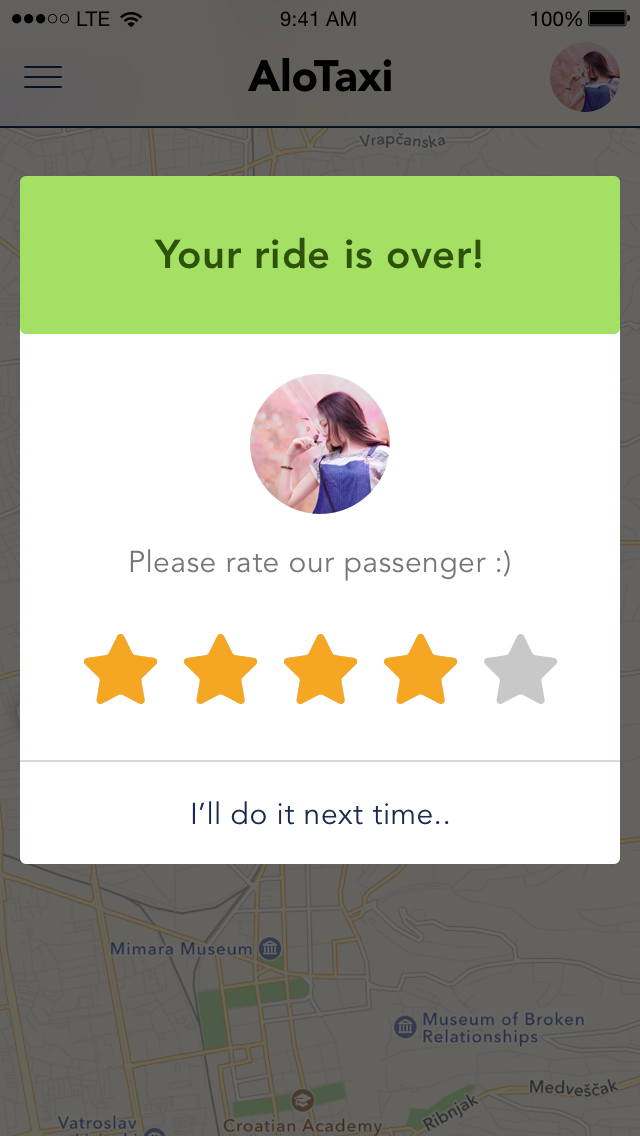 LTE 9:41 AM 100%
AloTaxi
Vrapčanska
Your ride is over!
Please rate our passenger :)
I’ll do it next time..
Mimara Museum
Museum of Broken
Relationships
Medveščak
Ribnjak
Croatian Academy
Vatroslav